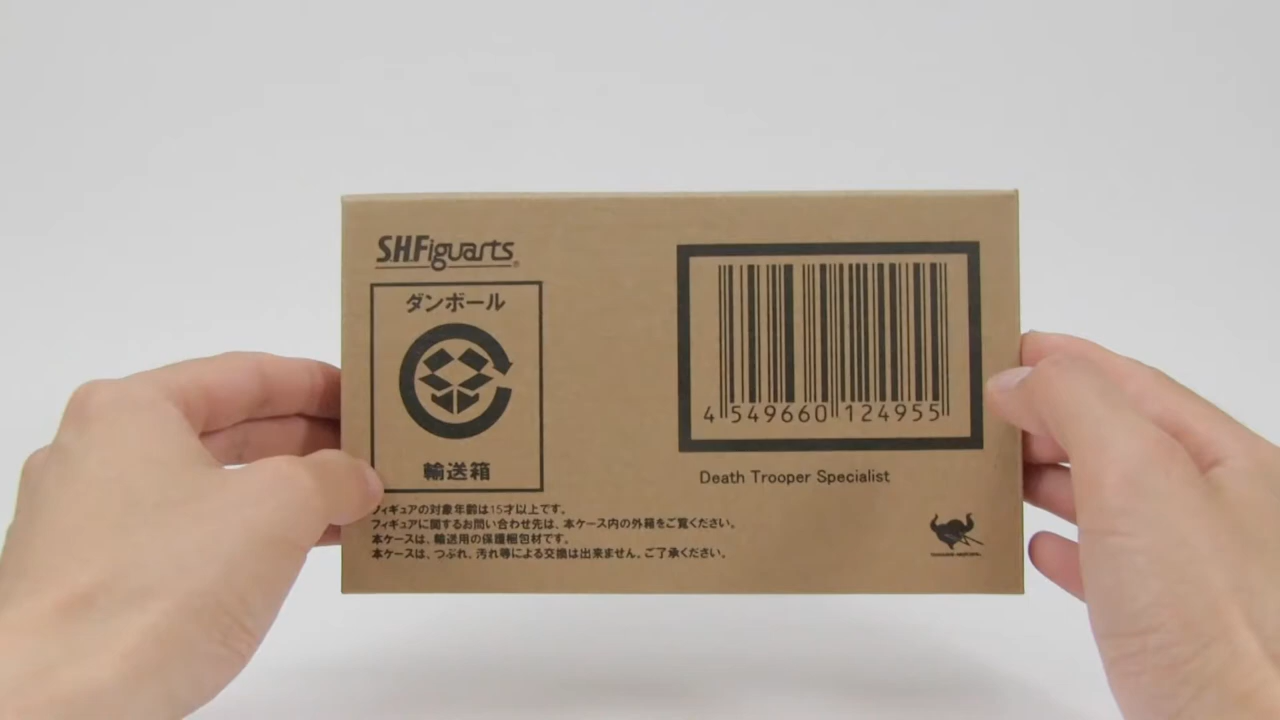 S.H.Figuarts®
ダンボール
輸送箱
4 549660 124955
Death Trooper Specialist
フィギュアの対象年齢は15才以上です。
フィギュアに関するお問い合わせ先は、本ケース内の外箱をご覧ください。
本ケースは、輸送用の保護梱包材です。
本ケースは、つぶれ、汚れ等による交換は出来ません。ご了承ください。